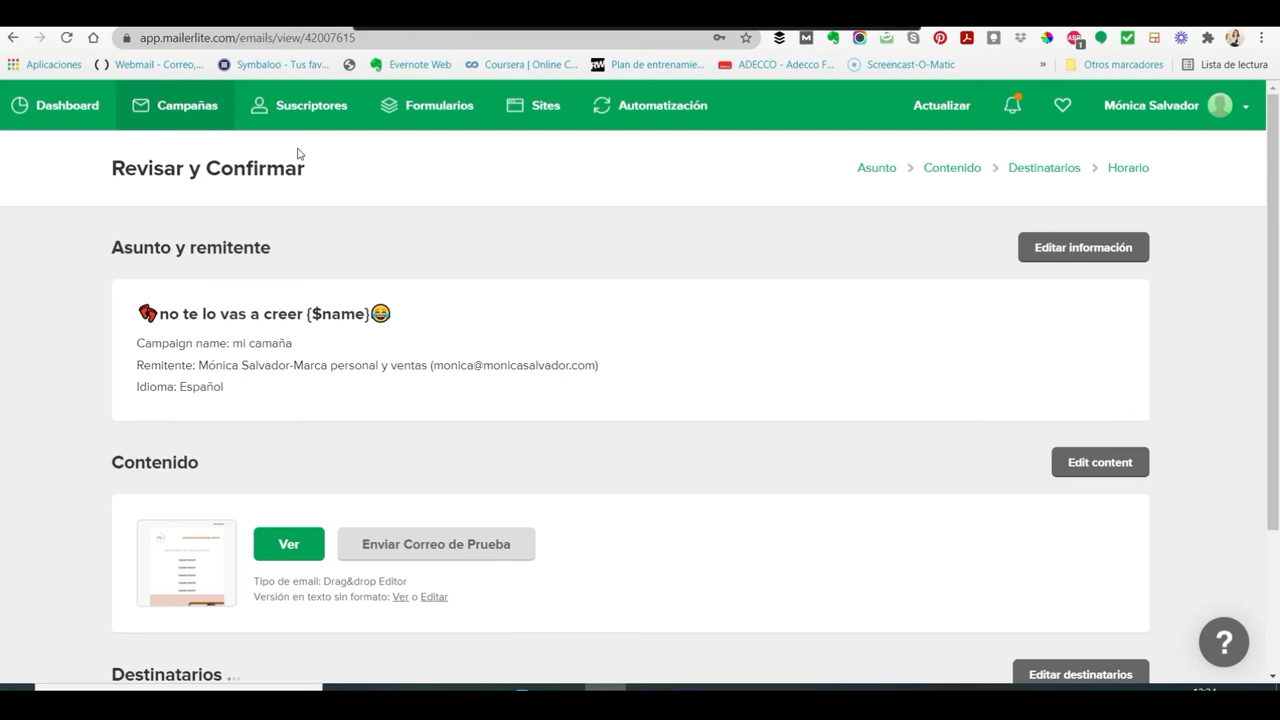 app.mailerlite.com/emails/view/42007615
Aplicaciones
Webmail - Correo,...
Symbaloo - Tus fav...
Evernote Web
Coursera | Online C...
Plan de entrenamie...
ADECCO - Adecco F...
Screencast-O-Matic
»
Otros marcadores
Lista de lectura
Dashboard
Campañas
Suscriptores
Formularios
Sites
Automatización
Actualizar
Mónica Salvador
Revisar y Confirmar
Asunto > Contenido > Destinatarios > Horario
Asunto y remitente
Editar información
👣no te lo vas a creer {$name}😂
Campaign name: mi camaña
Remitente: Mónica Salvador-Marca personal y ventas (monica@monicasalvador.com)
Idioma: Español
Contenido
Edit content
Ver
Enviar Correo de Prueba
Tipo de email: Drag&drop Editor
Versión en texto sin formato: Ver o Editar
?
Destinatarios ...
Editar destinatarios